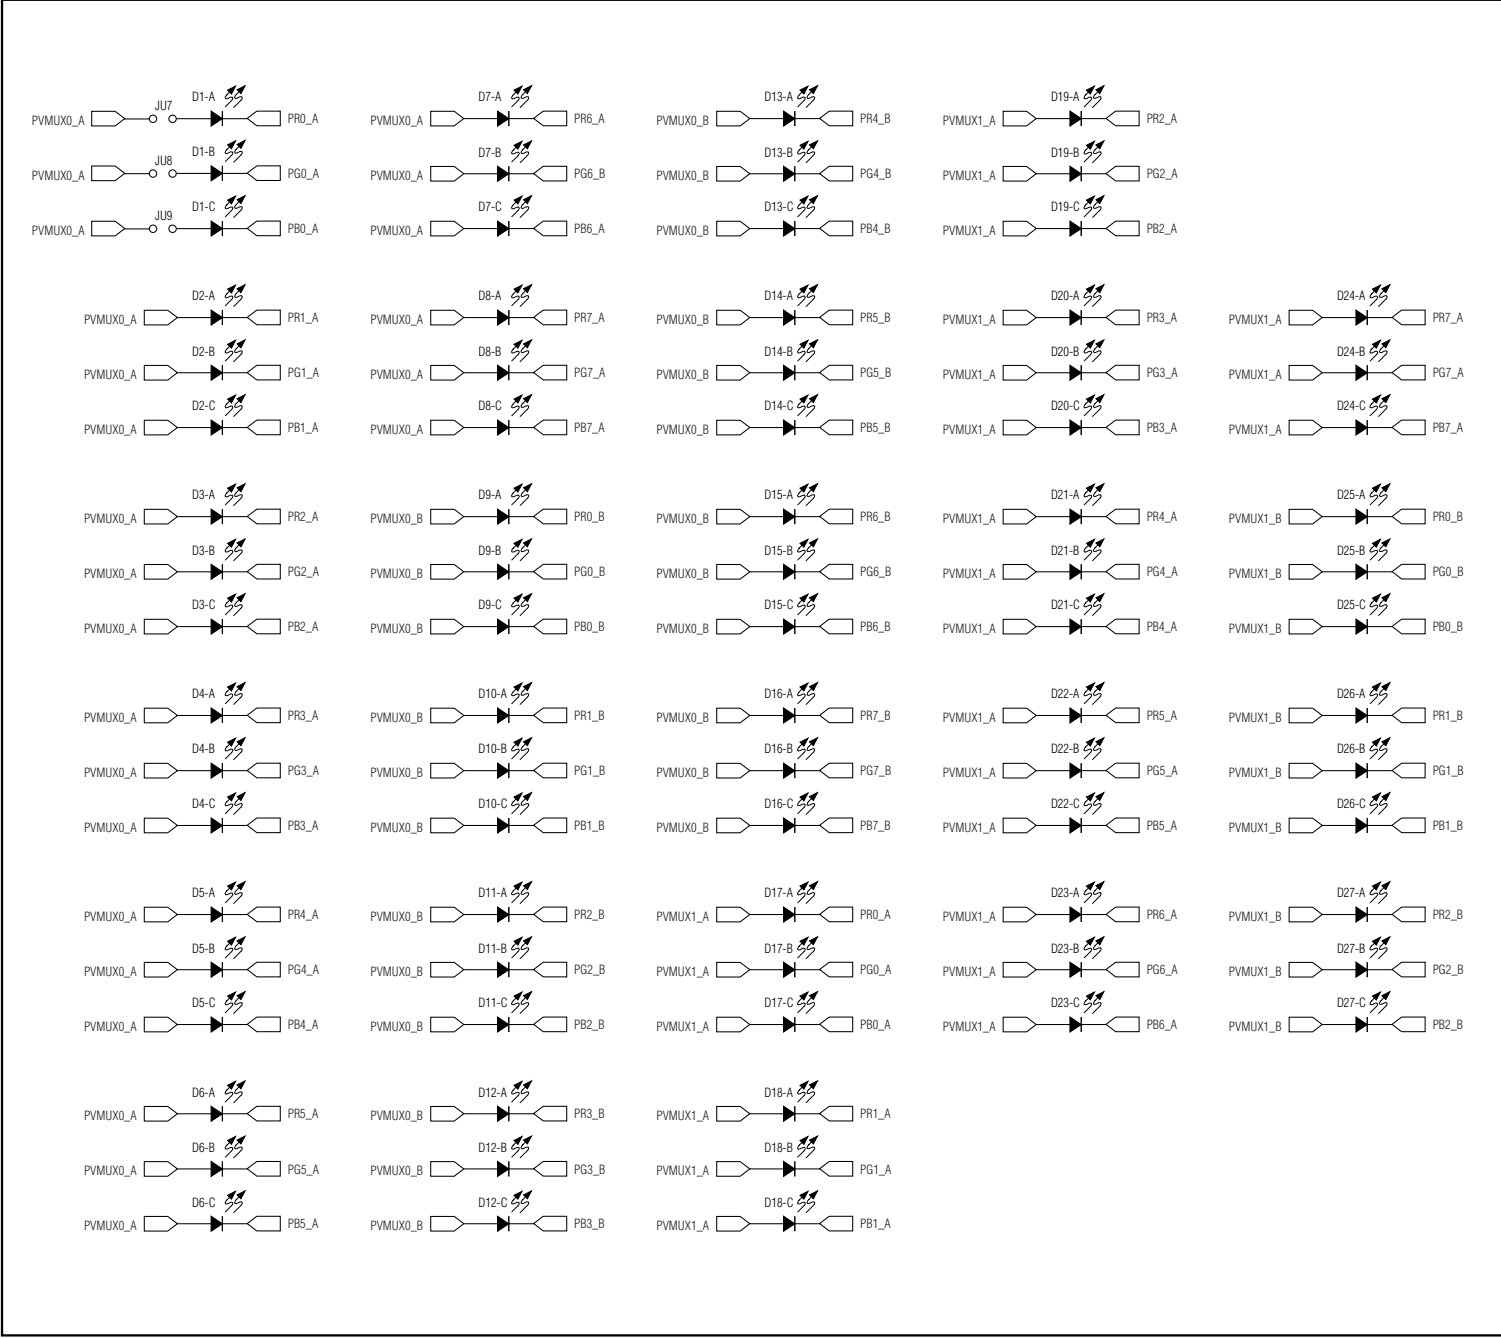 D1-A
JU7
PVMUX0_A PR0_A
D1-B
JU8
PVMUX0_A PG0_A
D1-C
JU9
PVMUX0_A PB0_A
D2-A
PVMUX0_A PR1_A
D2-B
PVMUX0_A PG1_A
D2-C
PVMUX0_A PB1_A
D3-A
PVMUX0_A PR2_A
D3-B
PVMUX0_A PG2_A
D3-C
PVMUX0_A PB2_A
D4-A
PVMUX0_A PR3_A
D4-B
PVMUX0_A PG3_A
D4-C
PVMUX0_A PB3_A
D5-A
PVMUX0_A PR4_A
D5-B
PVMUX0_A PG4_A
D5-C
PVMUX0_A PB4_A
D6-A
PVMUX0_A PR5_A
D6-B
PVMUX0_A PG5_A
D6-C
PVMUX0_A PB5_A
D7-A
PVMUX0_A PR6_A
D7-B
PVMUX0_A PG6_B
D7-C
PVMUX0_A PB6_A
D8-A
PVMUX0_A PR7_A
D8-B
PVMUX0_A PG7_A
D8-C
PVMUX0_A PB7_A
D9-A
PVMUX0_B PR0_B
D9-B
PVMUX0_B PG0_B
D9-C
PVMUX0_B PB0_B
D10-A
PVMUX0_B PR1_B
D10-B
PVMUX0_B PG1_B
D10-C
PVMUX0_B PB1_B
D11-A
PVMUX0_B PR2_B
D11-B
PVMUX0_B PG2_B
D11-C
PVMUX0_B PB2_B
D12-A
PVMUX0_B PR3_B
D12-B
PVMUX0_B PG3_B
D12-C
PVMUX0_B PB3_B
D13-A
PVMUX0_B PR4_B
D13-B
PVMUX0_B PG4_B
D13-C
PVMUX0_B PB4_B
D14-A
PVMUX0_B PR5_B
D14-B
PVMUX0_B PG5_B
D14-C
PVMUX0_B PB5_B
D15-A
PVMUX0_B PR6_B
D15-B
PVMUX0_B PG6_B
D15-C
PVMUX0_B PB6_B
D16-A
PVMUX0_B PR7_B
D16-B
PVMUX0_B PG7_B
D16-C
PVMUX0_B PB7_B
D17-A
PVMUX1_A PR0_A
D17-B
PVMUX1_A PG0_A
D17-C
PVMUX1_A PB0_A
D18-A
PVMUX1_A PR1_A
D18-B
PVMUX1_A PG1_A
D18-C
PVMUX1_A PB1_A
D19-A
PVMUX1_A PR2_A
D19-B
PVMUX1_A PG2_A
D19-C
PVMUX1_A PB2_A
D20-A
PVMUX1_A PR3_A
D20-B
PVMUX1_A PG3_A
D20-C
PVMUX1_A PB3_A
D21-A
PVMUX1_A PR4_A
D21-B
PVMUX1_A PG4_A
D21-C
PVMUX1_A PB4_A
D22-A
PVMUX1_A PR5_A
D22-B
PVMUX1_A PG5_A
D22-C
PVMUX1_A PB5_A
D23-A
PVMUX1_A PR6_A
D23-B
PVMUX1_A PG6_A
D23-C
PVMUX1_A PB6_A
D24-A
PVMUX1_A PR7_A
D24-B
PVMUX1_A PG7_A
D24-C
PVMUX1_A PB7_A
D25-A
PVMUX1_B PR0_B
D25-B
PVMUX1_B PG0_B
D25-C
PVMUX1_B PB0_B
D26-A
PVMUX1_B PR1_B
D26-B
PVMUX1_B PG1_B
D26-C
PVMUX1_B PB1_B
D27-A
PVMUX1_B PR2_B
D27-B
PVMUX1_B PG2_B
D27-C
PVMUX1_B PB2_B